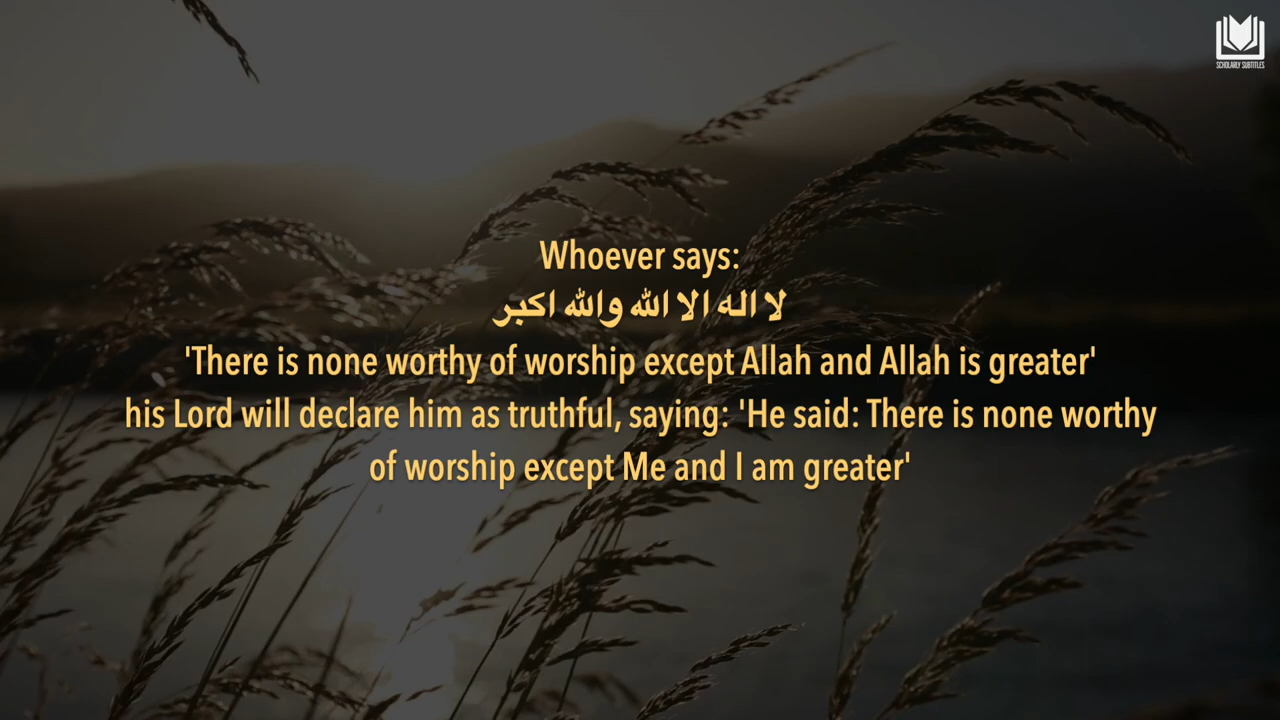 SCHOLARLY SUBTITLES
Whoever says:
لا اله الا الله والله اكبر
'There is none worthy of worship except Allah and Allah is greater'
his Lord will declare him as truthful, saying: 'He said: There is none worthy
of worship except Me and I am greater'